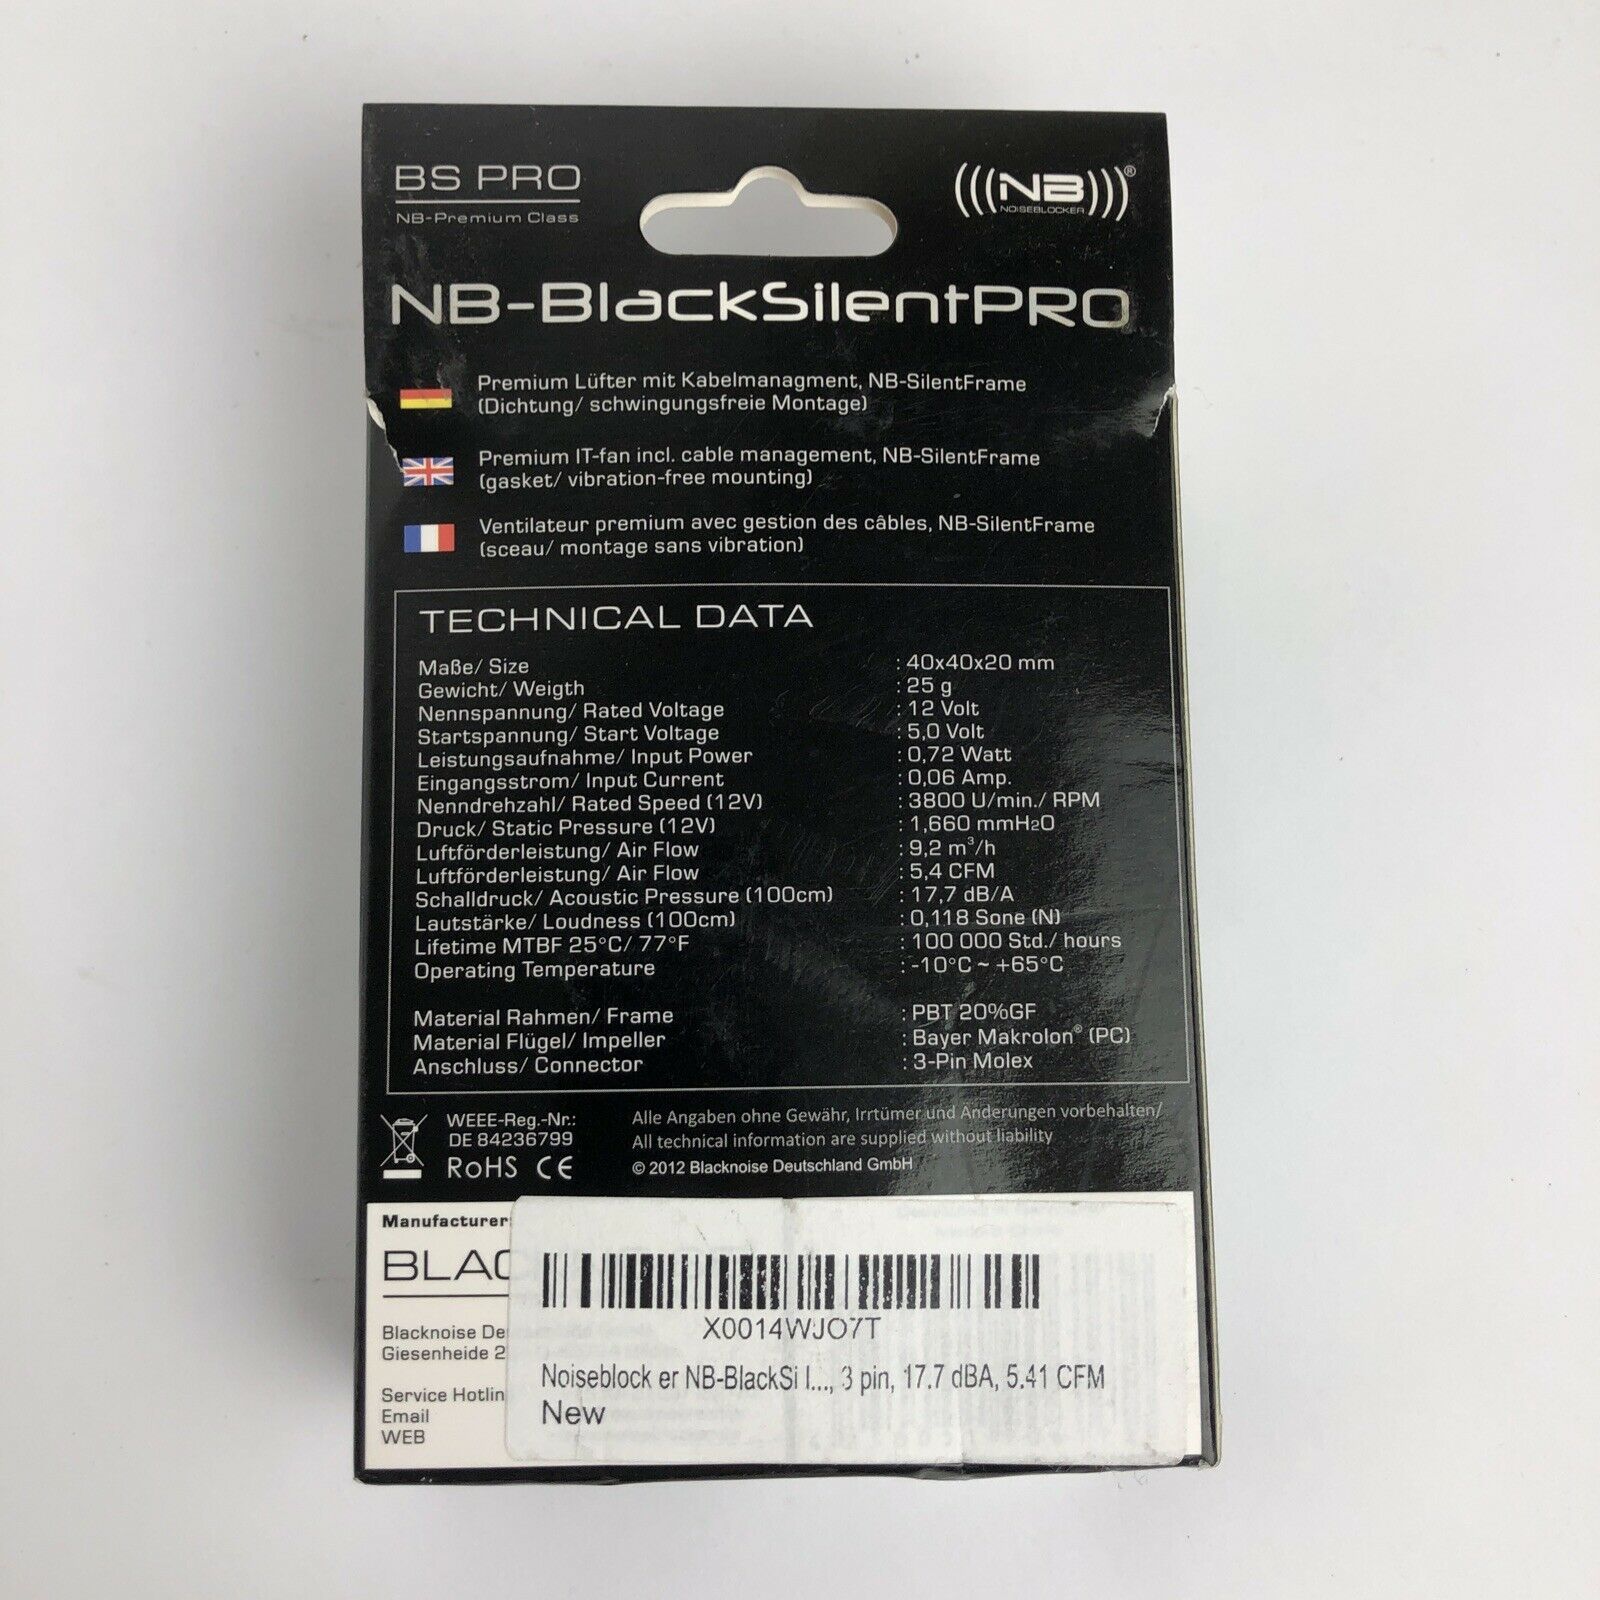 BS PRO
NB-Premium Class
(((NB)))®
NOISEBLOCKER
NB-BlackSilentPRO
Premium Lüfter mit Kabelmanagment, NB-SilentFrame
(Dichtung/ schwingungsfreie Montage)
Premium IT-fan incl. cable management, NB-SilentFrame
(gasket/ vibration-free mounting)
Ventilateur premium avec gestion des câbles, NB-SilentFrame
(sceau/ montage sans vibration)
TECHNICAL DATA
Maße/ Size : 40x40x20 mm
Gewicht/ Weigth : 25 g
Nennspannung/ Rated Voltage : 12 Volt
Startspannung/ Start Voltage : 5,0 Volt
Leistungsaufnahme/ Input Power : 0,72 Watt
Eingangsstrom/ Input Current : 0,06 Amp.
Nenndrehzahl/ Rated Speed (12V) : 3800 U/min./ RPM
Druck/ Static Pressure (12V) : 1,660 mmH2O
Luftförderleistung/ Air Flow : 9,2 m³/h
Luftförderleistung/ Air Flow : 5,4 CFM
Schalldruck/ Acoustic Pressure (100cm) : 17,7 dB/A
Lautstärke/ Loudness (100cm) : 0,118 Sone (N)
Lifetime MTBF 25°C/ 77°F : 100 000 Std./ hours
Operating Temperature : -10°C ~ +65°C
Material Rahmen/ Frame : PBT 20%GF
Material Flügel/ Impeller : Bayer Makrolon® (PC)
Anschluss/ Connector : 3-Pin Molex
WEEE-Reg.-Nr.:
DE 84236799
RoHS CE
Alle Angaben ohne Gewähr, Irrtümer und Änderungen vorbehalten/
All technical information are supplied without liability
© 2012 Blacknoise Deutschland GmbH
Manufacturer:
BLAC
Blacknoise De
Giesenheide 2
Service Hotlin
Email
WEB
X0014WJO7T
Noiseblock er NB-BlackSi l..., 3 pin, 17.7 dBA, 5.41 CFM
New